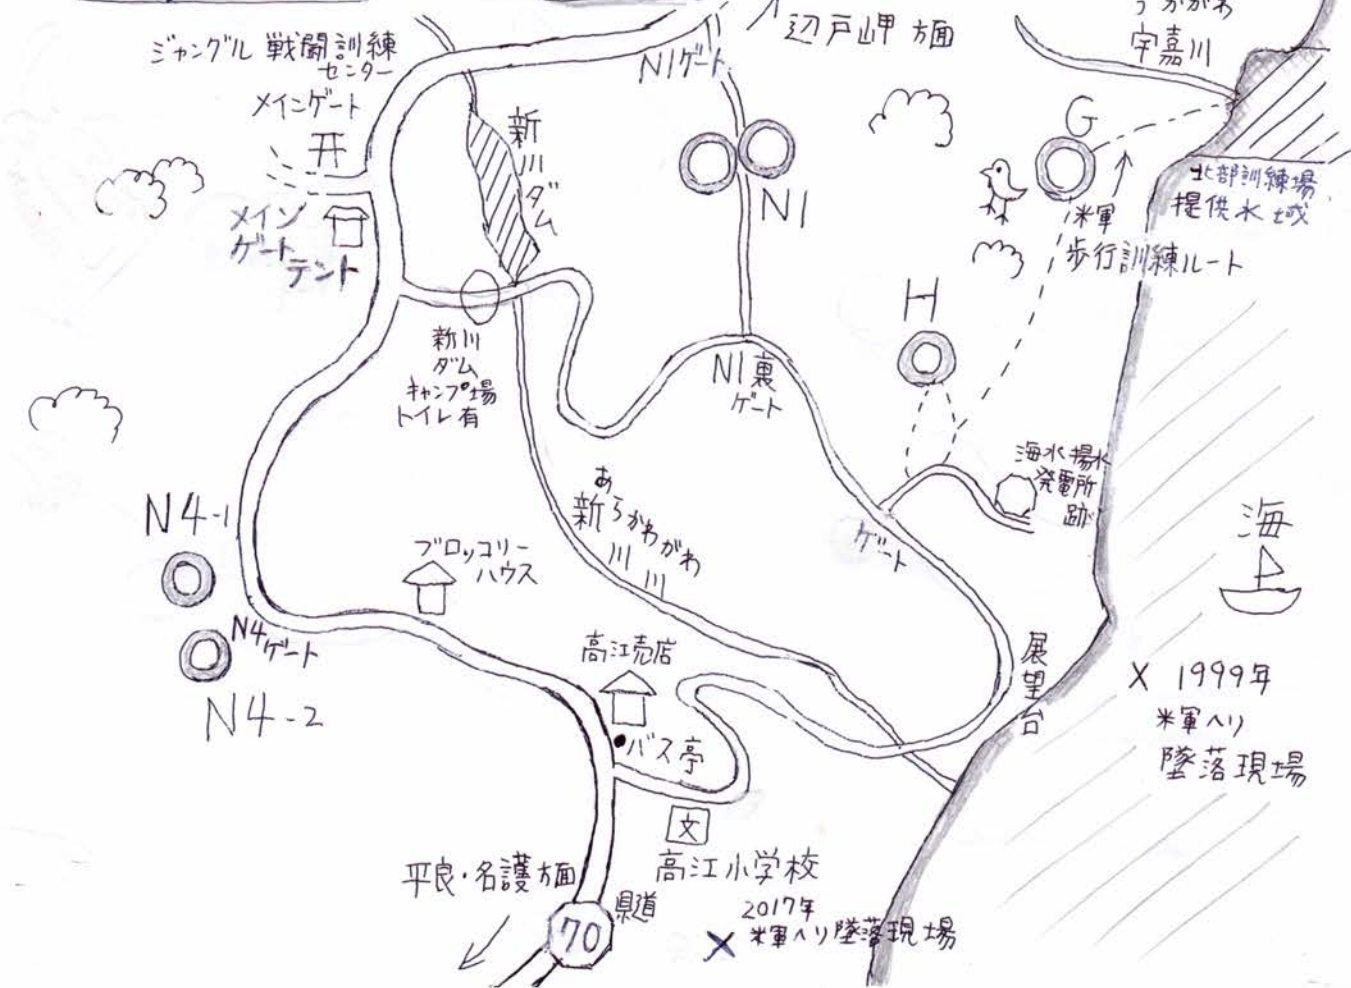 辺戸岬 方面
うかがわ
宇嘉川
ジャングル 戦闘訓練
センター
メインゲート
N1ゲート
新川ダム
G
N1
北部訓練場
提供水域
メイン
ゲート
テント
米軍
歩行訓練ルート
H
新川
ダム
キャンプ場
トイレ有
N1裏
ゲート
海水揚水
発電所
跡
N4-1
あらかわがわ
新川川
ゲート
海
ブロッコリー
ハウス
N4ゲート
N4-2
高江売店
展望台
X 1999年
米軍ヘリ
墜落現場
バス亭
文
高江小学校
平良・名護方面
県道
70
2017年
X 米軍ヘリ墜落現場